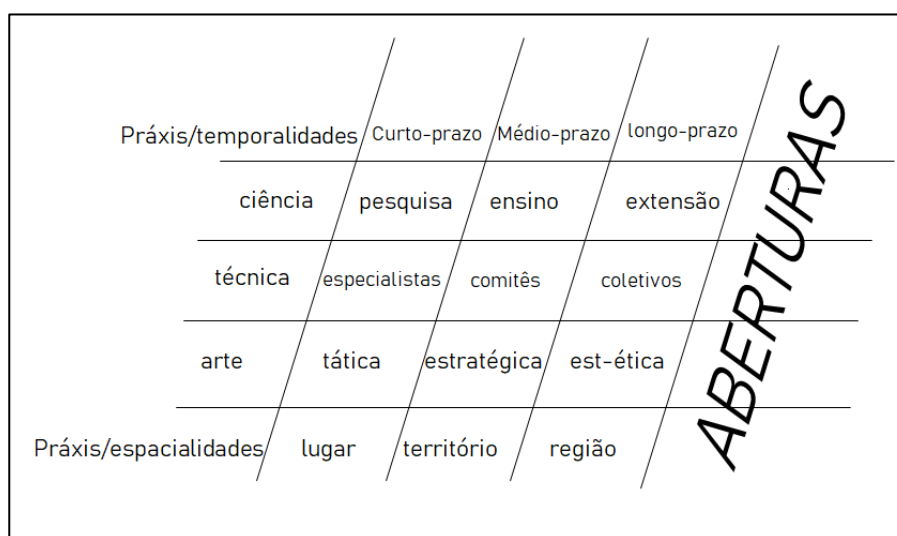 Práxis/temporalidades Curto-prazo Médio-prazo longo-prazo
ciência pesquisa ensino extensão
técnica especialistas comitês coletivos
arte tática estratégica est-ética
Práxis/espacialidades lugar território região
ABERTURAS